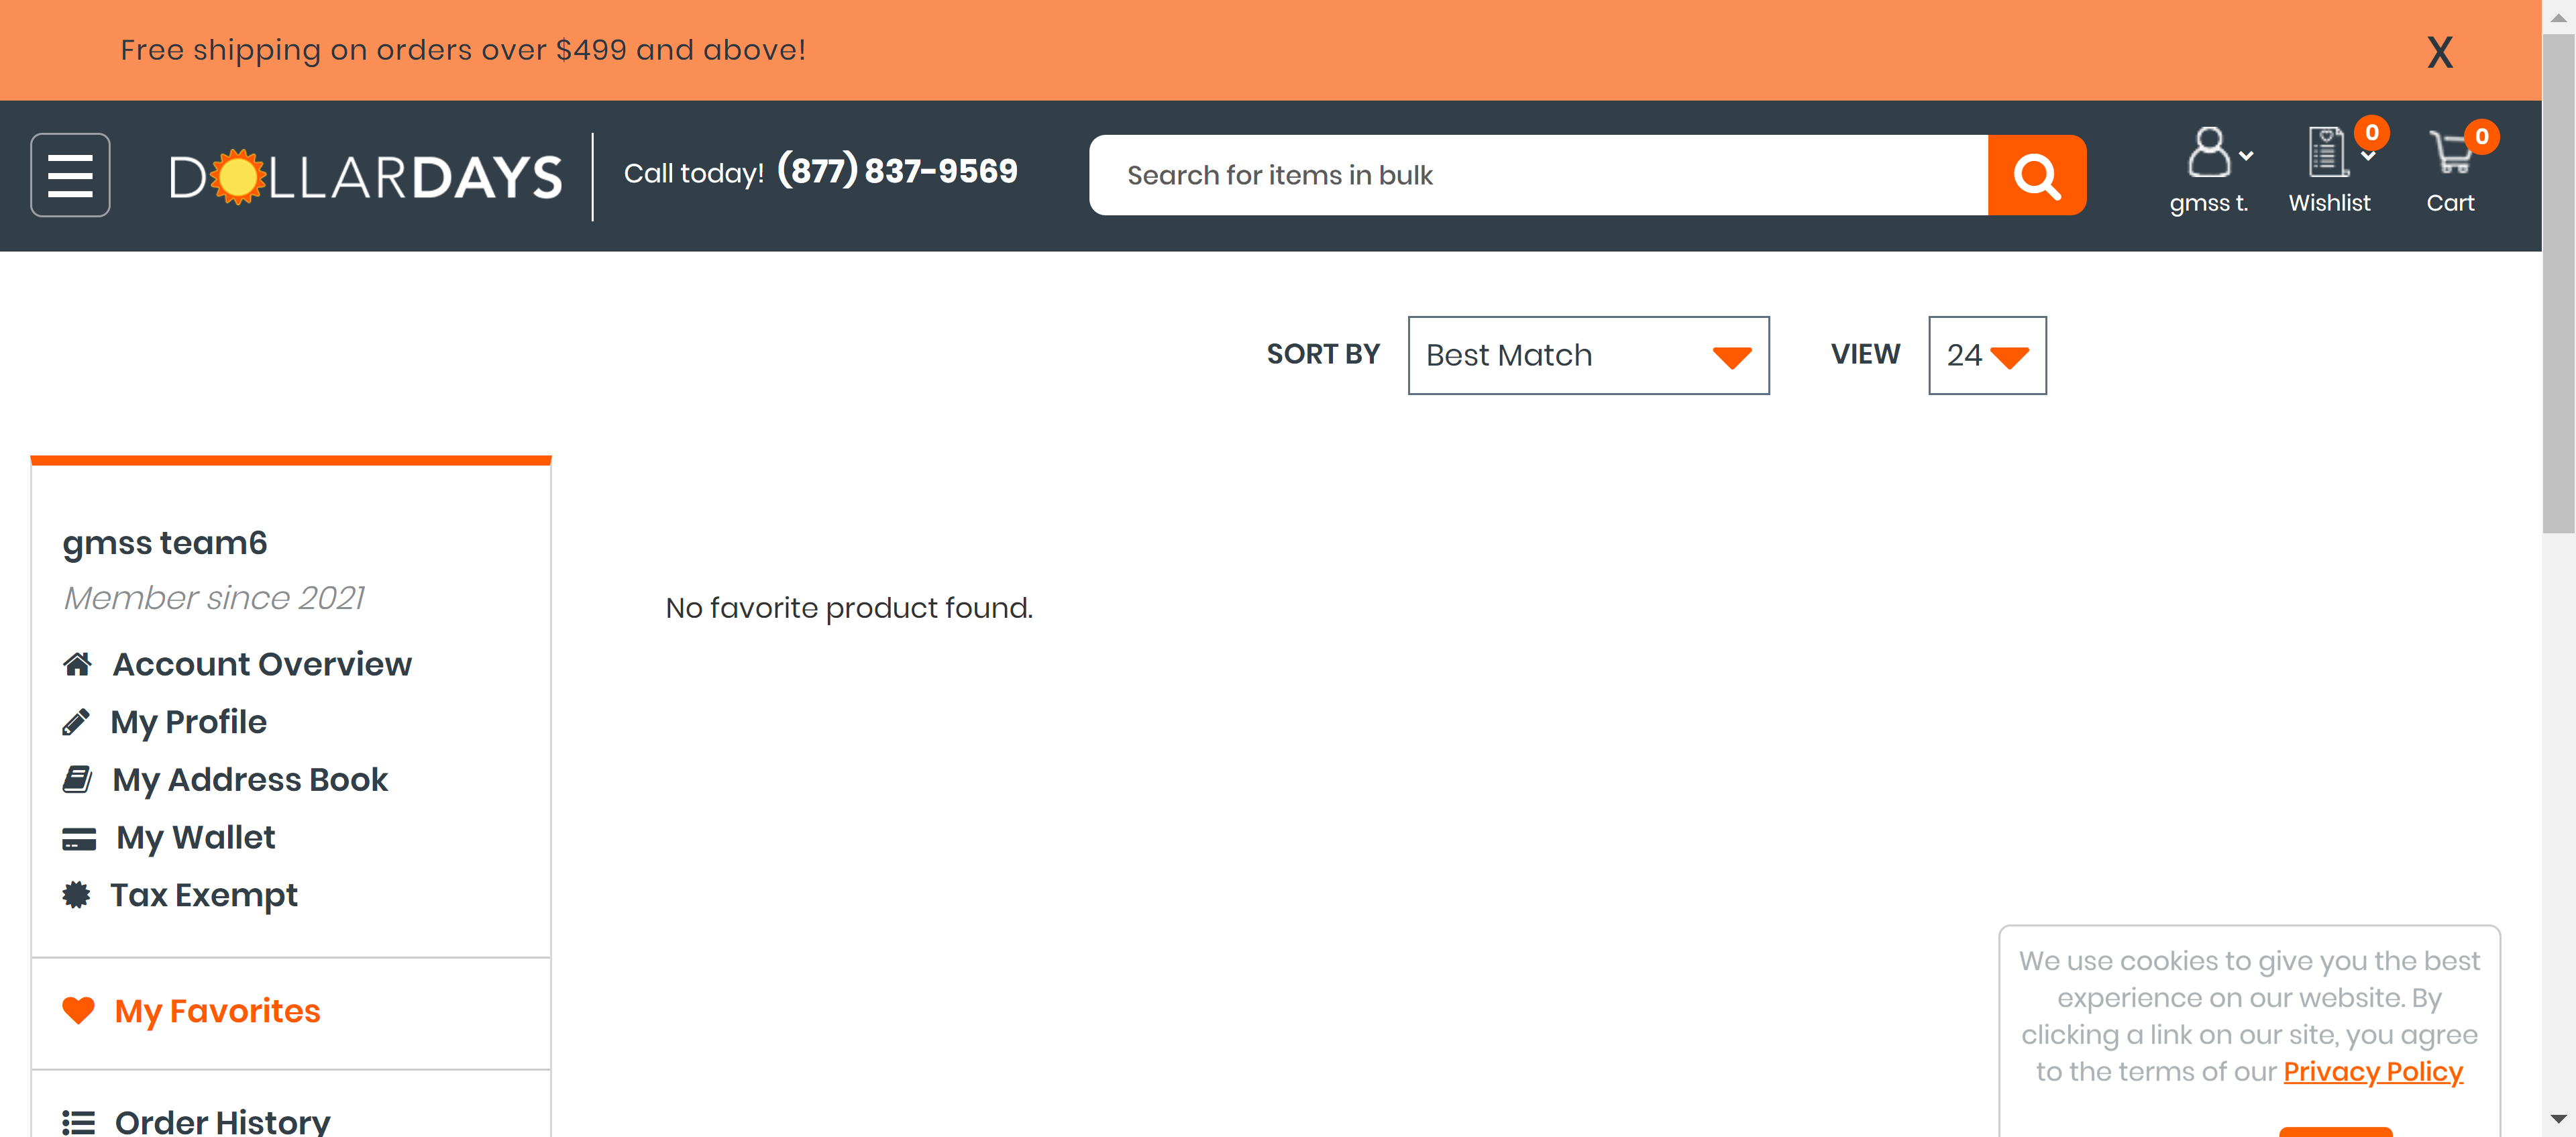 Free shipping on orders over $499 and above!
X
DOLLARDAYS
Call today! (877) 837-9569
Search for items in bulk
gmss t.
0
Wishlist
0
Cart
SORT BY
Best Match
VIEW
24
gmss team6
Member since 2021
Account Overview
My Profile
My Address Book
My Wallet
Tax Exempt
My Favorites
Order History
No favorite product found.
We use cookies to give you the best
experience on our website. By
clicking a link on our site, you agree
to the terms of our Privacy Policy